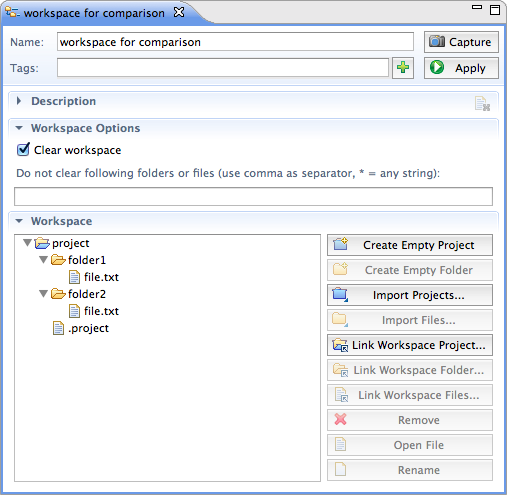 workspace for comparison
Name: workspace for comparison Capture
Tags: Apply
Description
Workspace Options
Clear workspace
Do not clear following folders or files (use comma as separator, * = any string):
Workspace
project Create Empty Project
folder1 Create Empty Folder
file.txt Import Projects...
folder2 Import Files...
file.txt Link Workspace Project...
.project Link Workspace Folder...
Link Workspace Files...
Remove
Open File
Rename